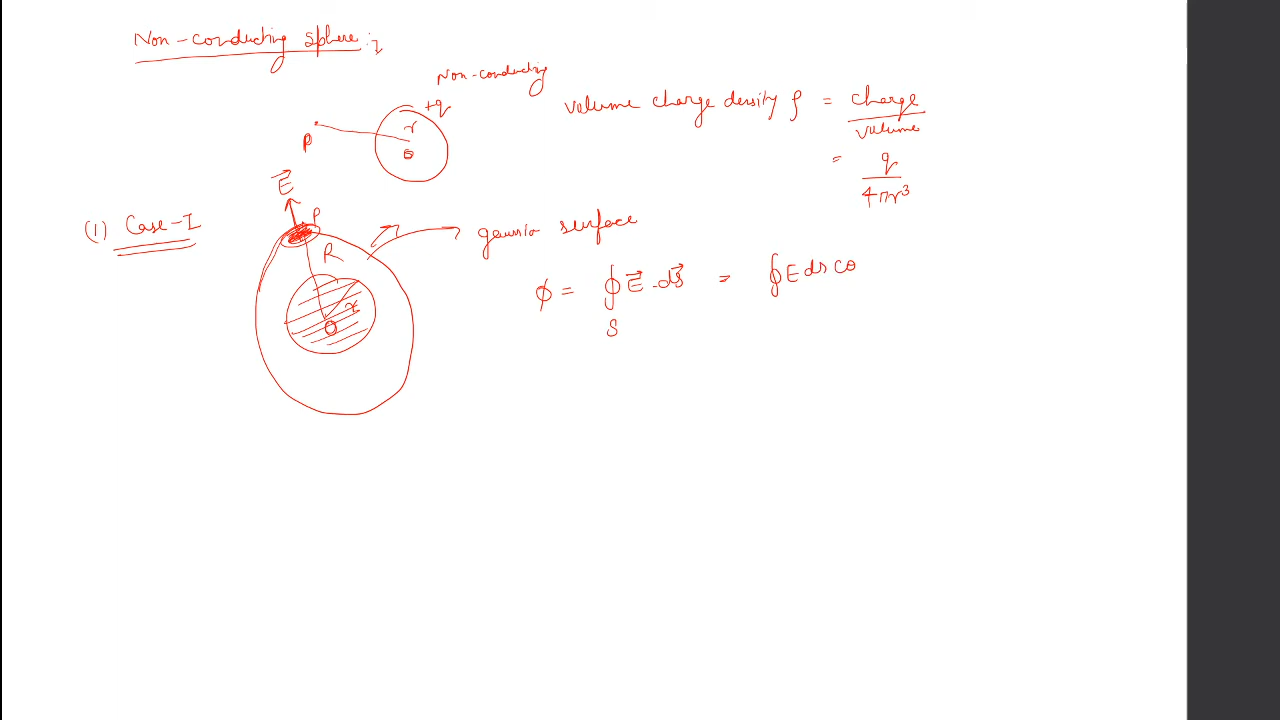 Non-conducting sphere :-
Non-conducting
+q
r
O
P
volume charge density ρ = charge / volume
= q / 4πr³
(1) Case-I
E⃗
P
R
r
O
gaussian surface
ϕ = ∮ E⃗ . ds⃗ = ∮ E ds co
S